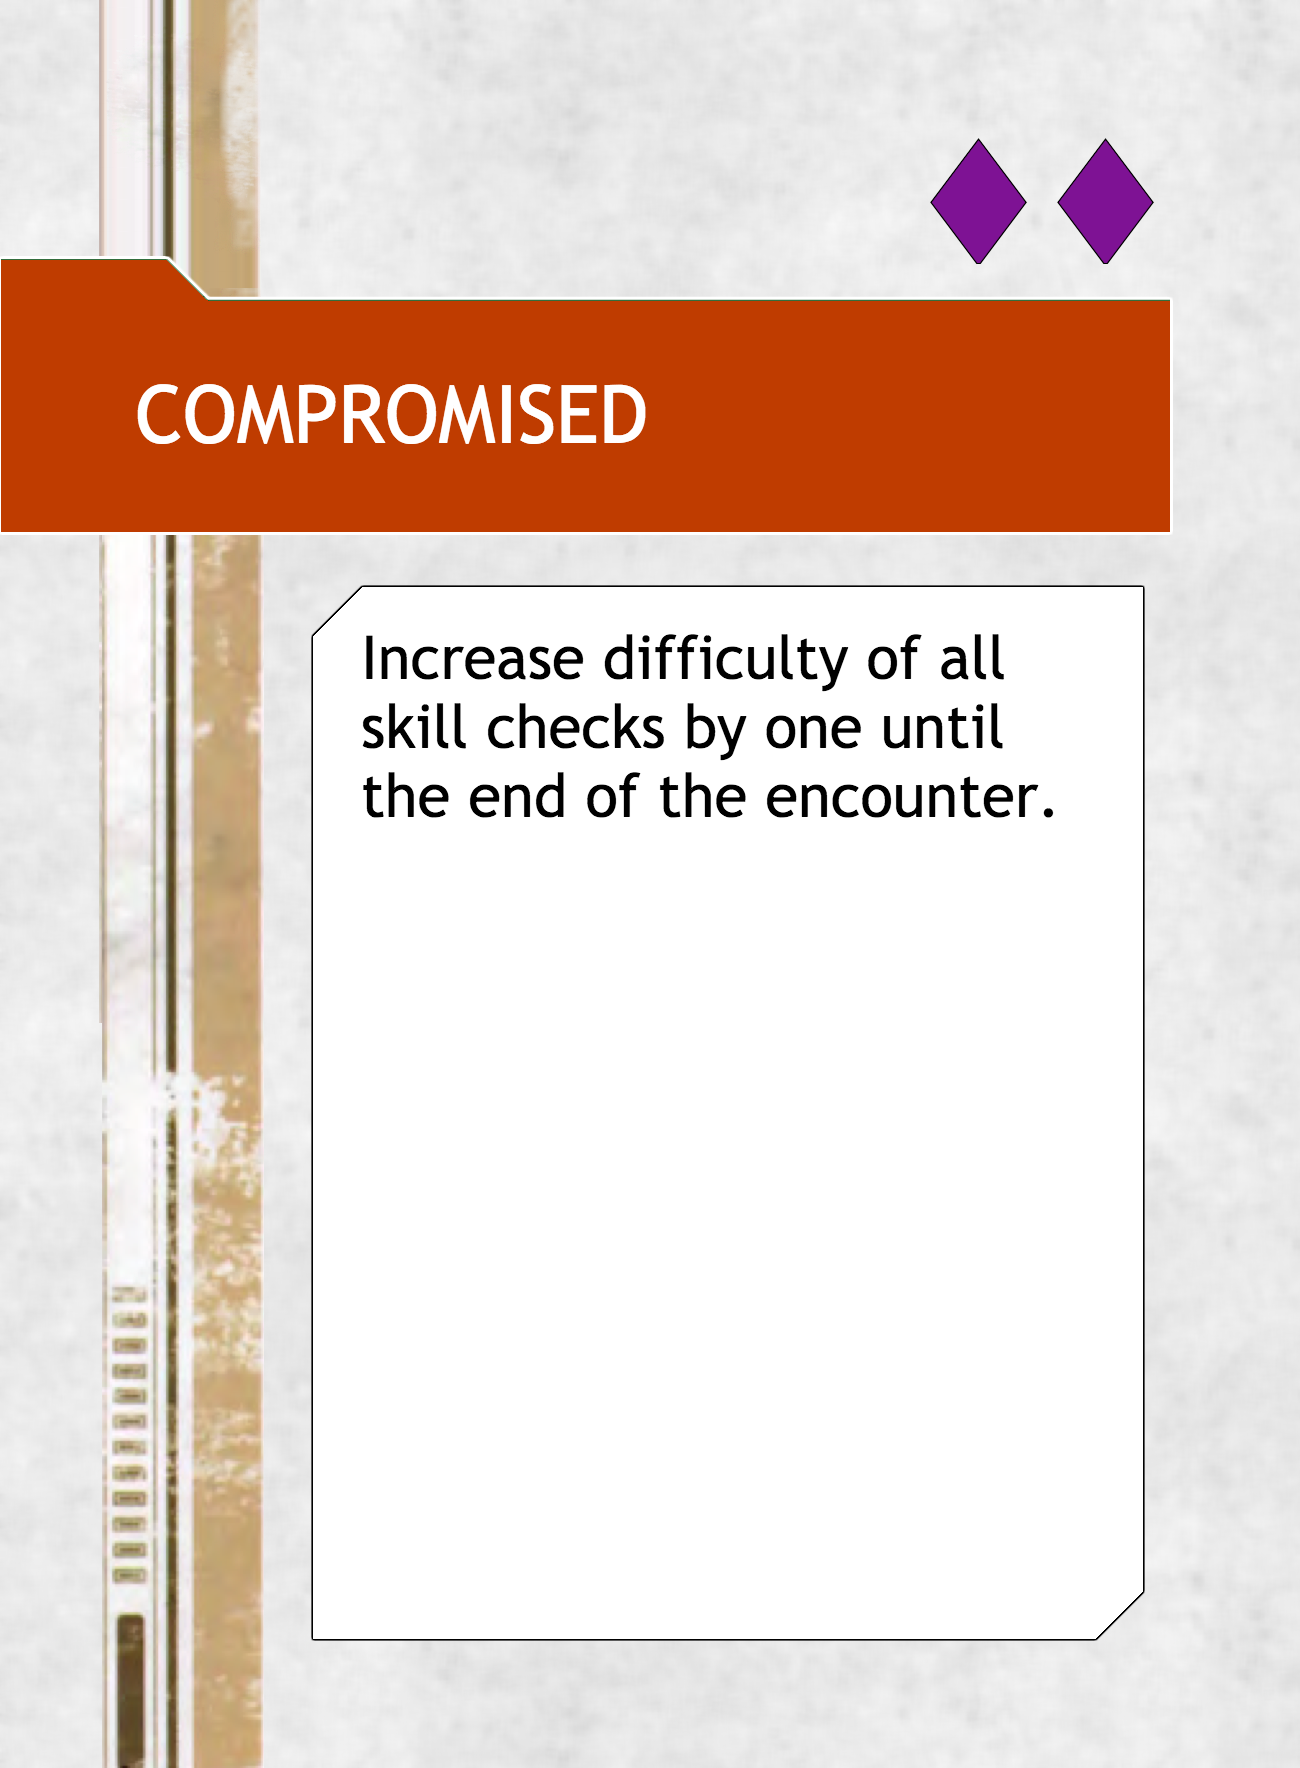 COMPROMISED
Increase difficulty of all
skill checks by one until
the end of the encounter.